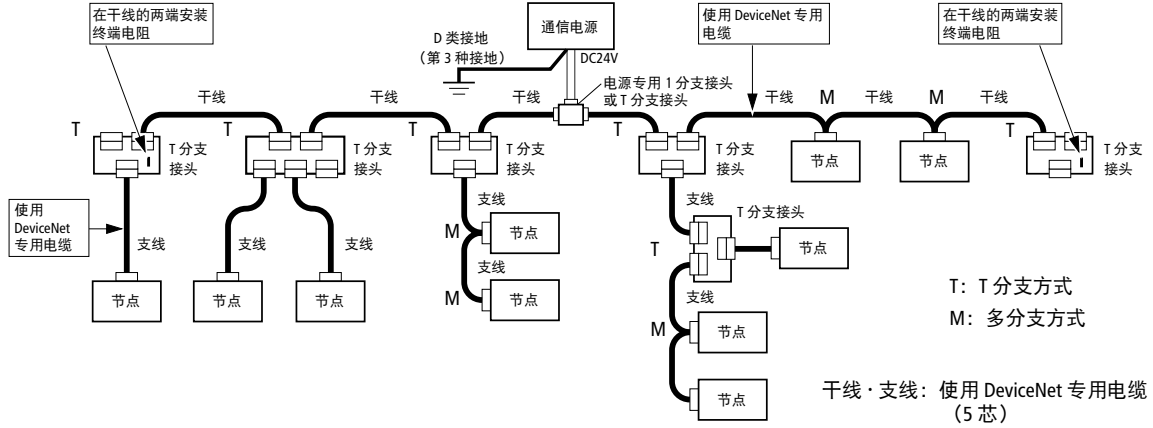 在干线的两端安装
终端电阻
D 类接地
（第 3 种接地）
通信电源
DC24V
使用 DeviceNet 专用
电缆
在干线的两端安装
终端电阻
电源专用 1 分支接头
或 T 分支接头
干线
干线
干线
干线
M
干线
M
干线
T
T
T
T
T
T 分支
接头
T 分支
接头
T 分支
接头
T 分支
接头
节点
节点
T 分支
接头
使用
DeviceNet
专用电缆
支线
支线
支线
支线
M
节点
支线
M
节点
支线
T 分支接头
T
节点
支线
M
节点
节点
节点
节点
节点
T：T 分支方式
M：多分支方式
干线·支线：使用 DeviceNet 专用电缆
（5 芯）